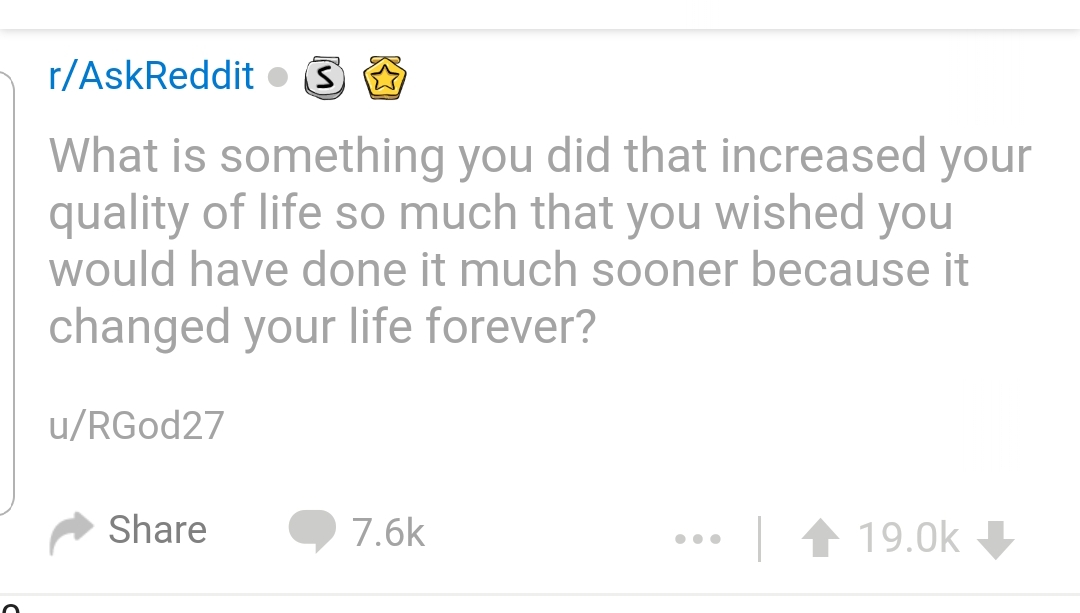 r/AskReddit
What is something you did that increased your
quality of life so much that you wished you
would have done it much sooner because it
changed your life forever?
u/RGod27
Share 7.6k 19.0k